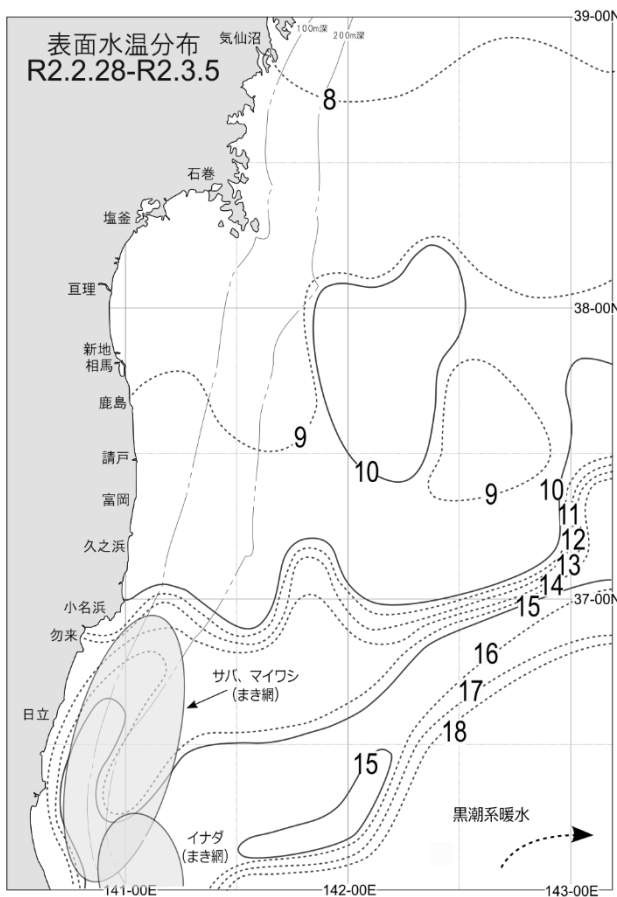 表面水温分布
R2.2.28-R2.3.5
気仙沼
100m深
200m深
39-00N
8
石巻
塩釜
亘理
38-00N
新地
相馬
鹿島
9
請戸
10
9
10
富岡
11
久之浜
12
13
14
小名浜
15
37-00N
勿来
16
サバ、マイワシ
(まき網)
17
日立
18
15
イナダ
(まき網)
黒潮系暖水
141-00E
142-00E
143-00E